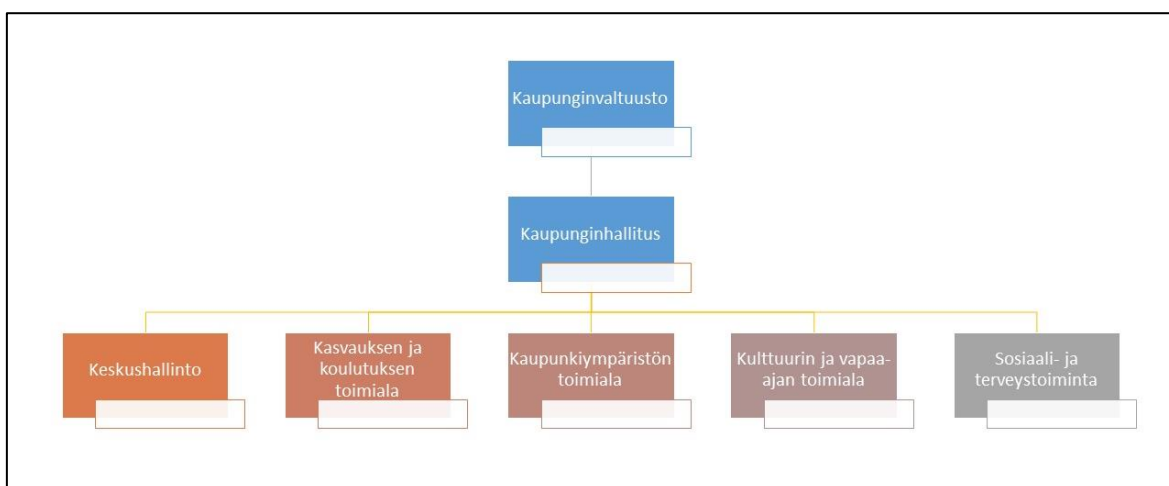 Kaupunginvaltuusto
Kaupunginhallitus
Keskushallinto
Kasvauksen ja
koulutuksen
toimiala
Kaupunkiympäristön
toimiala
Kulttuurin ja vapaa-
ajan toimiala
Sosiaali- ja
terveystoiminta